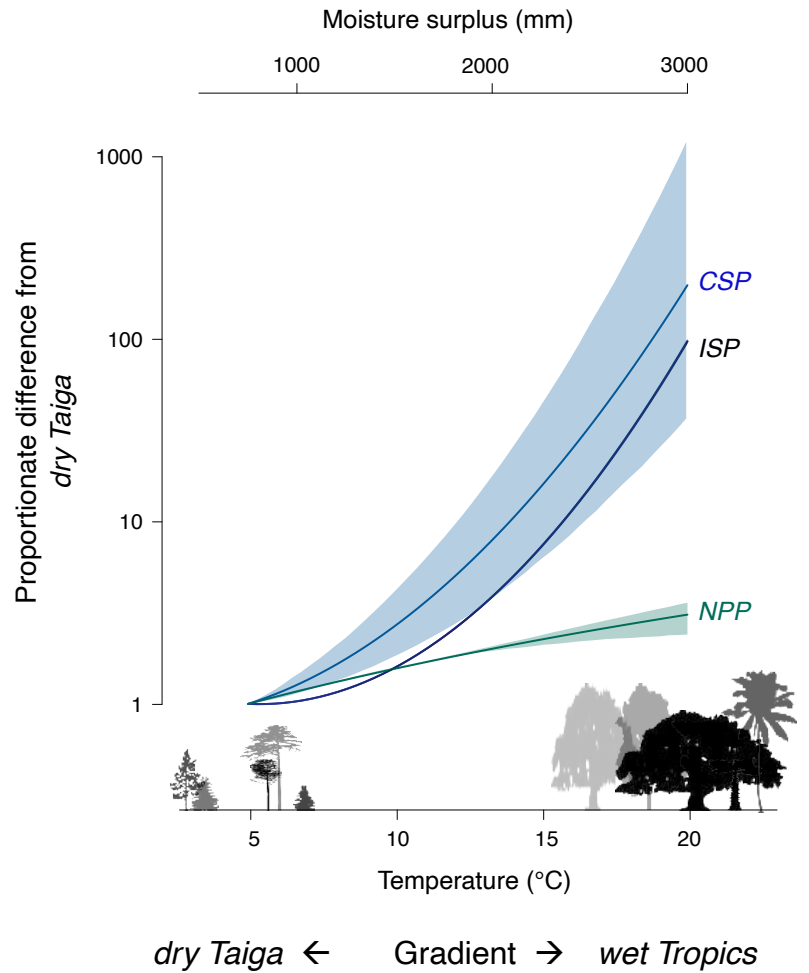 Moisture surplus (mm)
1000 2000 3000
Proportionate difference from
dry Taiga
1000
100
10
1
CSP
ISP
NPP
5 10 15 20
Temperature (°C)
dry Taiga ← Gradient → wet Tropics